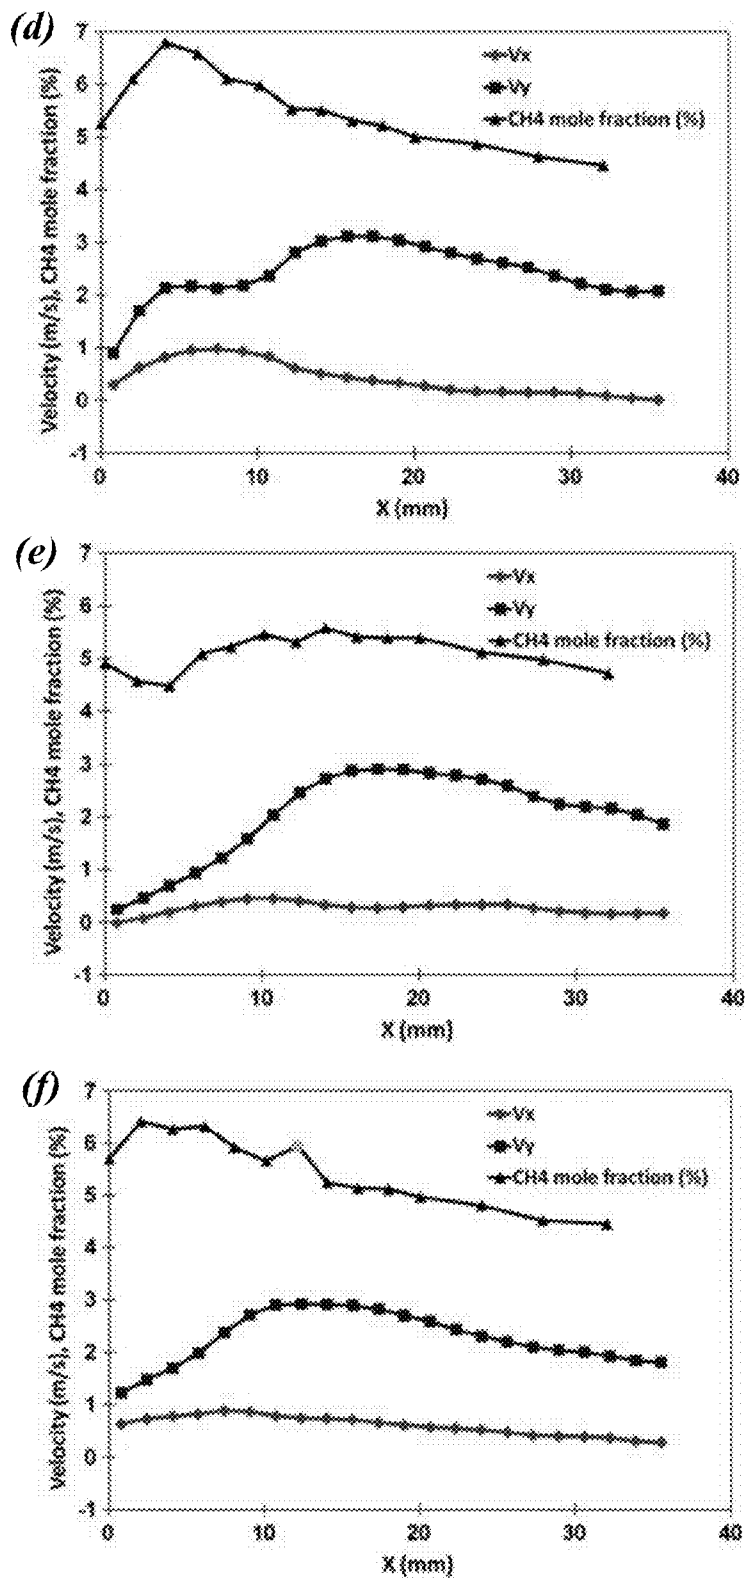 (d)
Velocity (m/s), CH4 mole fraction (%)
7
6
5
4
3
2
1
0
-1
Vx
Vy
CH4 mole fraction (%)
0 10 20 30 40
X (mm)
(e)
Velocity (m/s), CH4 mole fraction (%)
7
6
5
4
3
2
1
0
-1
Vx
Vy
CH4 mole fraction (%)
0 10 20 30 40
X (mm)
(f)
Velocity (m/s), CH4 mole fraction (%)
7
6
5
4
3
2
1
0
-1
Vx
Vy
CH4 mole fraction (%)
0 10 20 30 40
X (mm)